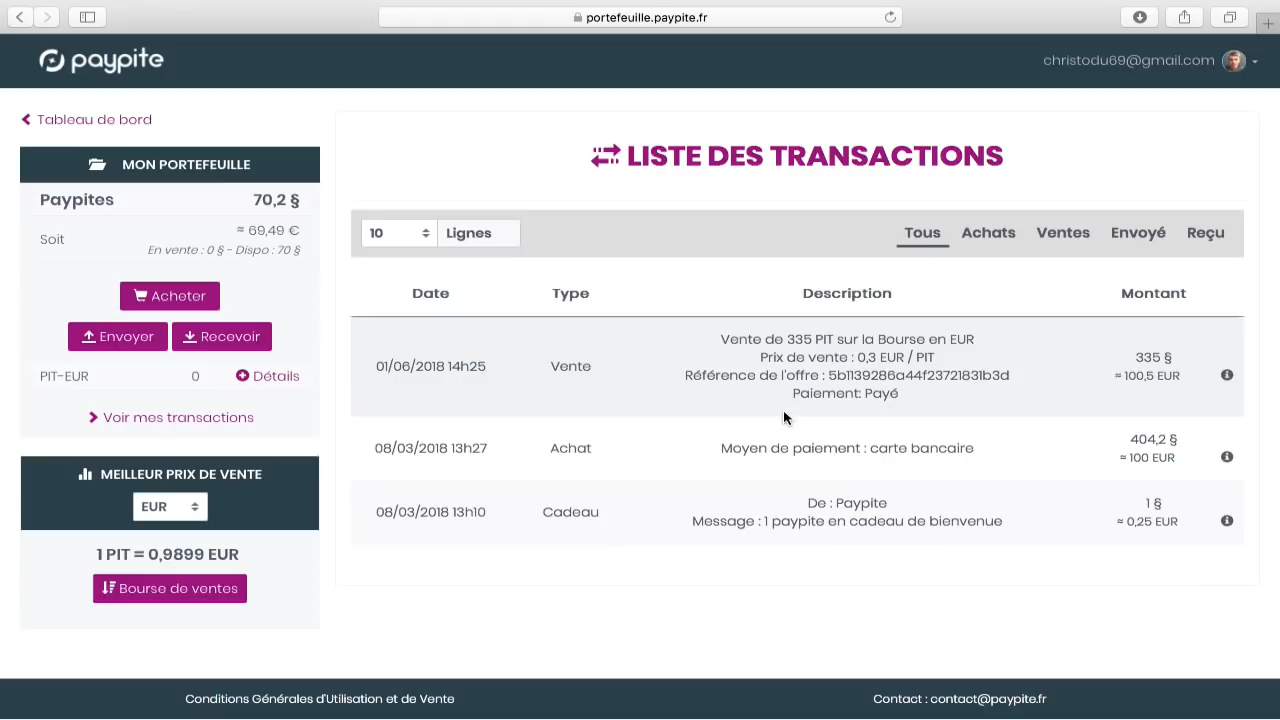 portefeuille.paypite.fr
paypite
christodu69@gmail.com
Tableau de bord
MON PORTEFEUILLE
Paypites 70,2 §
Soit
≈ 69,49 €
En vente : 0 § - Dispo : 70 §
Acheter
Envoyer
Recevoir
PIT-EUR 0 Détails
Voir mes transactions
MEILLEUR PRIX DE VENTE
EUR
1 PIT = 0,9899 EUR
Bourse de ventes
LISTE DES TRANSACTIONS
10 Lignes
Tous Achats Ventes Envoyé Reçu
Date Type Description Montant
01/06/2018 14h25
Vente
Vente de 335 PIT sur la Bourse en EUR
Prix de vente : 0,3 EUR / PIT
Référence de l'offre : 5b1139286a44f23721831b3d
Paiement: Payé
335 §
≈ 100,5 EUR
08/03/2018 13h27
Achat
Moyen de paiement : carte bancaire
404,2 §
≈ 100 EUR
08/03/2018 13h10
Cadeau
De : Paypite
Message : 1 paypite en cadeau de bienvenue
1 §
≈ 0,25 EUR
Conditions Générales d'Utilisation et de Vente
Contact : contact@paypite.fr